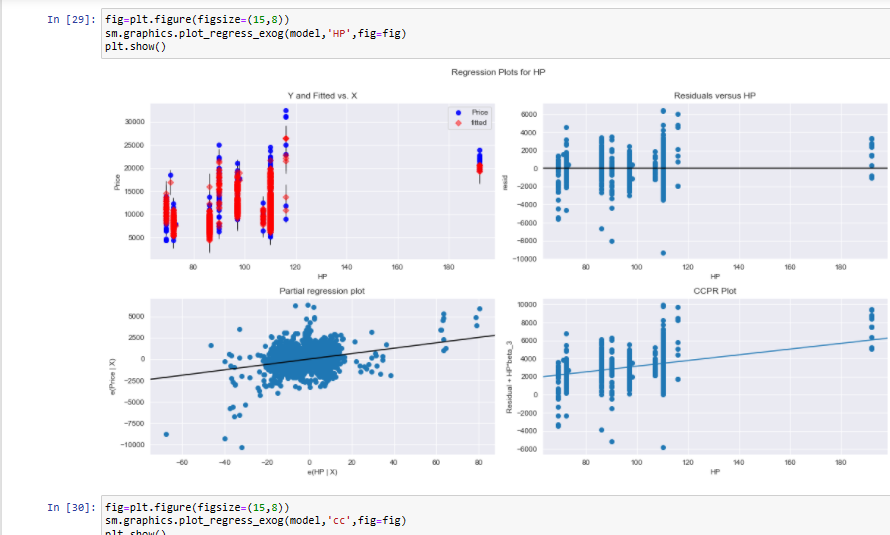 In [29]: fig=plt.figure(figsize=(15,8))
sm.graphics.plot_regress_exog(model,'HP',fig=fig)
plt.show()
Regression Plots for HP
Y and Fitted vs. X
Price
fitted
30000
25000
20000
15000
10000
5000
Price
80 100 120 140 160 180
HP
Residuals versus HP
6000
4000
2000
0
−2000
−4000
−6000
−8000
−10000
resid
80 100 120 140 160 180
HP
Partial regression plot
5000
2500
0
−2500
−5000
−7500
−10000
e(Price | X)
−60 −40 −20 0 20 40 60 80
e(HP | X)
CCPR Plot
10000
8000
6000
4000
2000
0
−2000
−4000
−6000
Residual + HP*beta_3
80 100 120 140 160 180
HP
In [30]: fig=plt.figure(figsize=(15,8))
sm.graphics.plot_regress_exog(model,'cc',fig=fig)
plt.show()